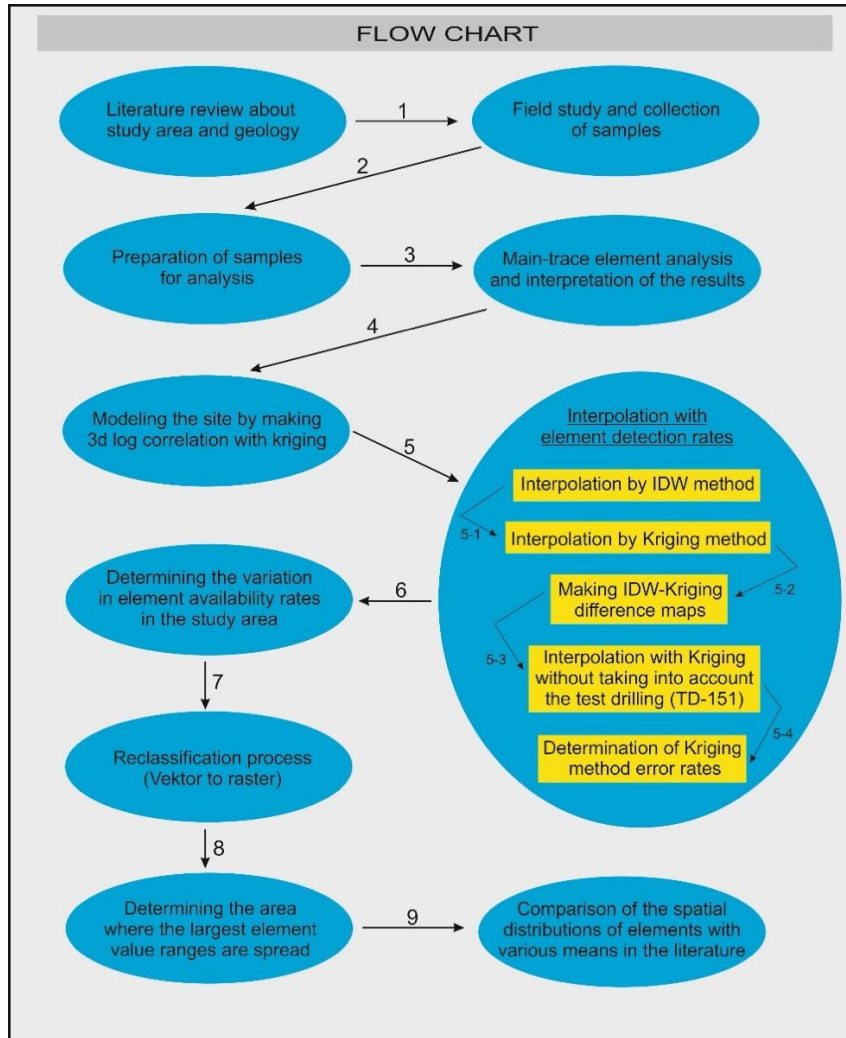 FLOW CHART
Literature review about
study area and geology
1
Field study and collection
of samples
2
Preparation of samples
for analysis
3
Main-trace element analysis
and interpretation of the results
4
Modeling the site by making
3d log correlation with kriging
5
Interpolation with
element detection rates
Interpolation by IDW method
5-1
Interpolation by Kriging method
5-2
Making IDW-Kriging
difference maps
5-3
Interpolation with Kriging
without taking into account
the test drilling (TD-151)
5-4
Determination of Kriging
method error rates
6
Determining the variation
in element availability rates
in the study area
7
Reclassification process
(Vektor to raster)
8
Determining the area
where the largest element
value ranges are spread
9
Comparison of the spatial
distributions of elements with
various means in the literature